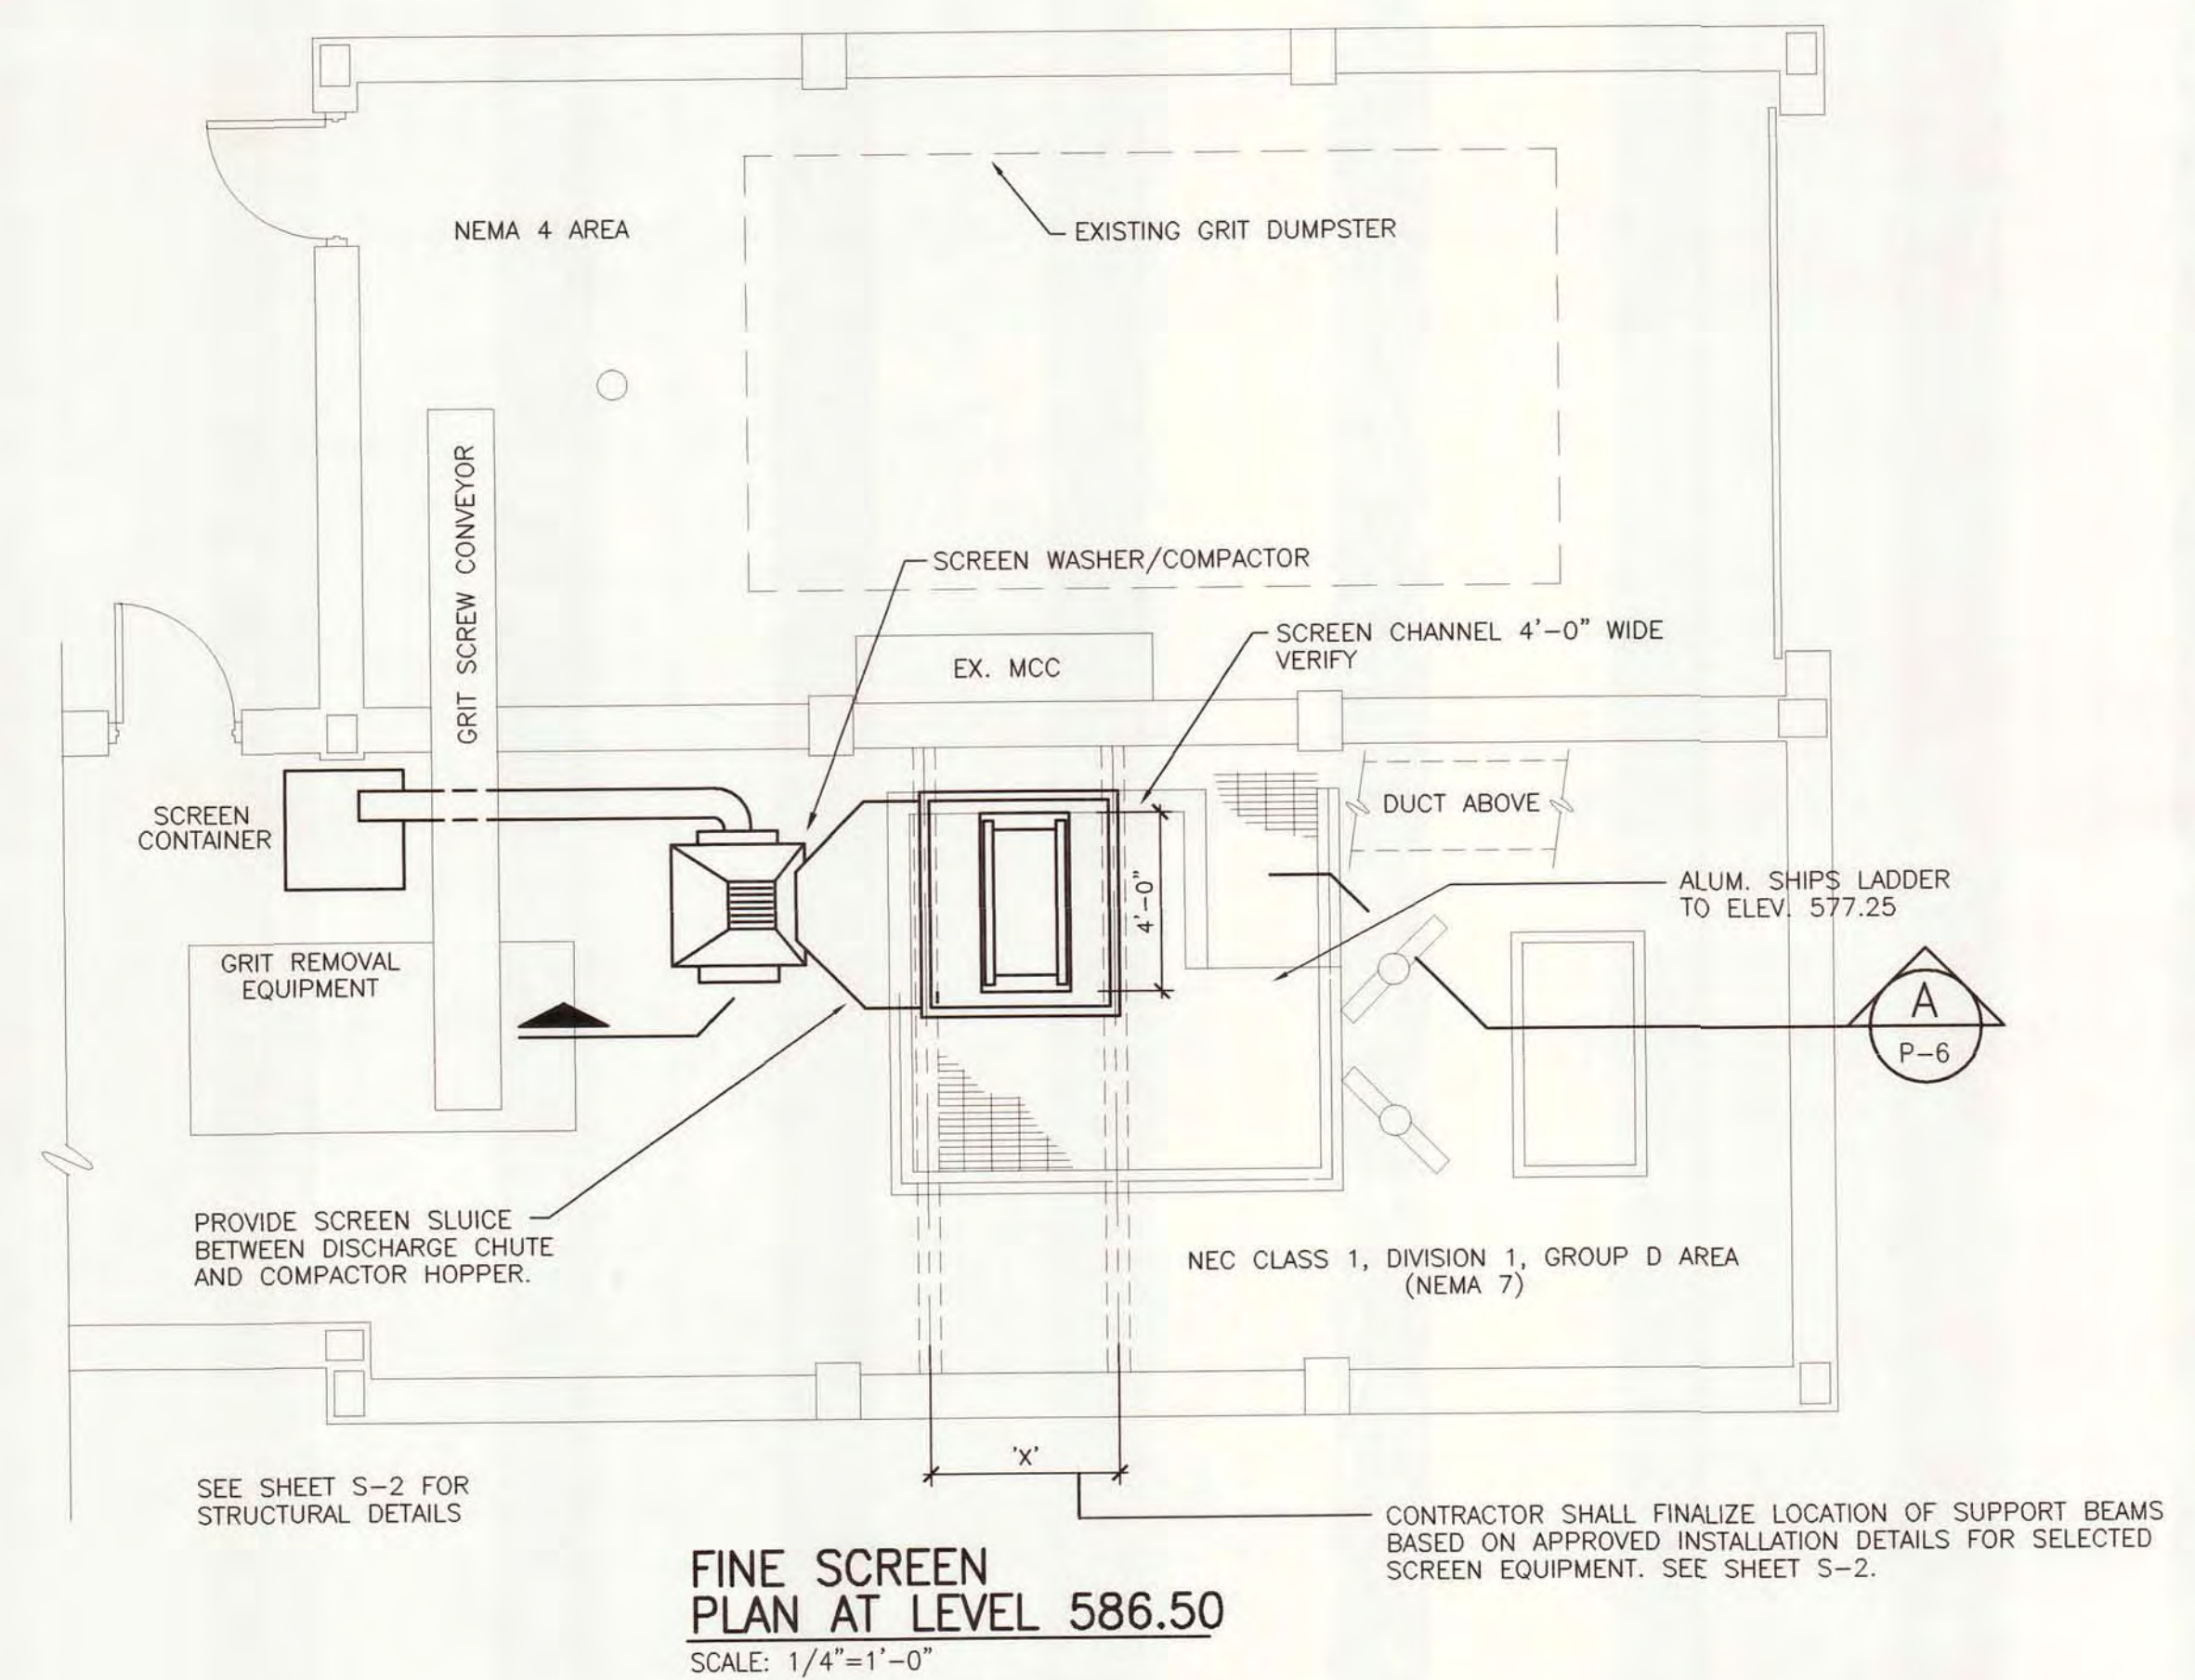 NEMA 4 AREA
EXISTING GRIT DUMPSTER
GRIT SCREW CONVEYOR
SCREEN WASHER/COMPACTOR
SCREEN CHANNEL 4'-0" WIDE
VERIFY
EX. MCC
SCREEN
CONTAINER
DUCT ABOVE
4'-0"
ALUM. SHIPS LADDER
TO ELEV. 577.25
GRIT REMOVAL
EQUIPMENT
A
P-6
PROVIDE SCREEN SLUICE
BETWEEN DISCHARGE CHUTE
AND COMPACTOR HOPPER.
NEC CLASS 1, DIVISION 1, GROUP D AREA
(NEMA 7)
'X'
SEE SHEET S-2 FOR
STRUCTURAL DETAILS
CONTRACTOR SHALL FINALIZE LOCATION OF SUPPORT BEAMS
BASED ON APPROVED INSTALLATION DETAILS FOR SELECTED
SCREEN EQUIPMENT. SEE SHEET S-2.
FINE SCREEN
PLAN AT LEVEL 586.50
SCALE: 1/4"=1'-0"